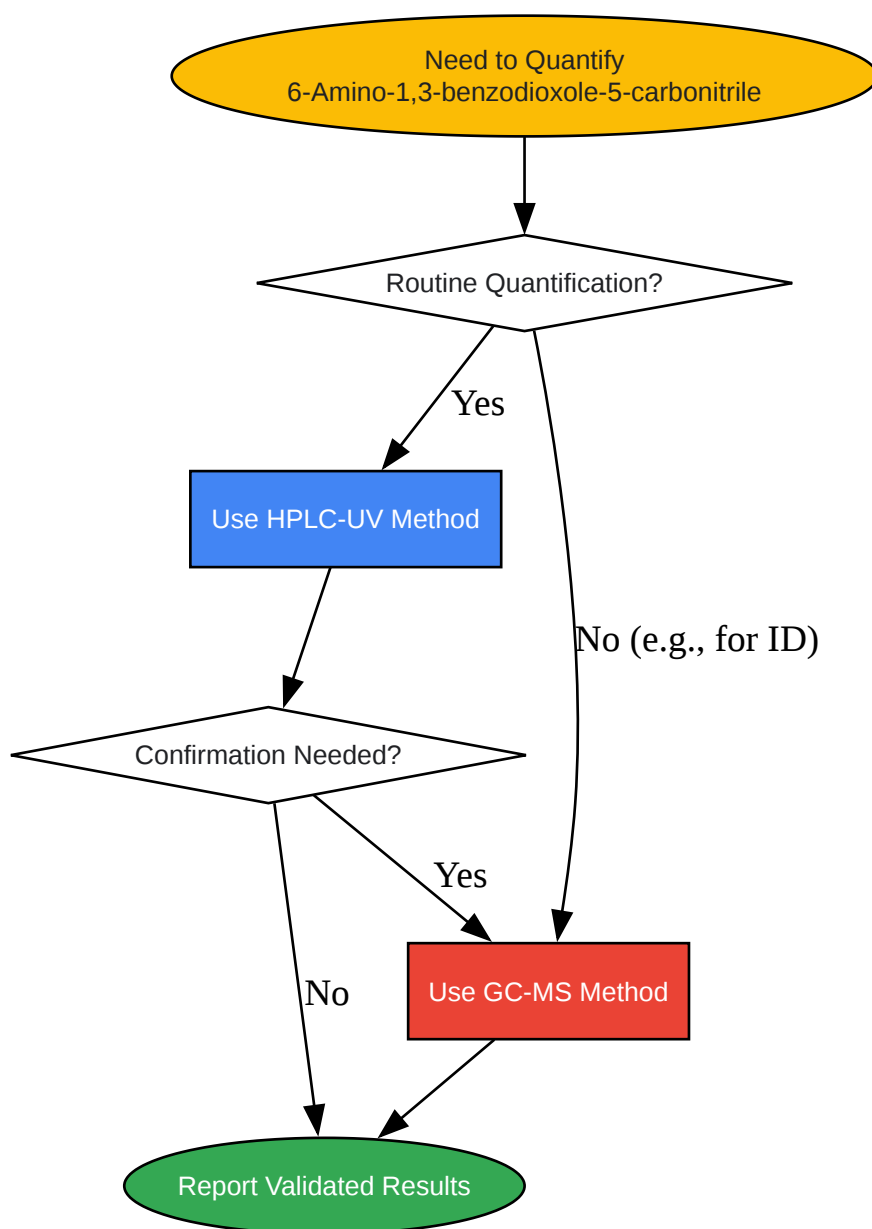 Need to Quantify
6-Amino-1,3-benzodioxole-5-carbonitrile
Routine Quantification?
Yes
Use HPLC-UV Method
No (e.g., for ID)
Confirmation Needed?
Yes
No
Use GC-MS Method
Report Validated Results